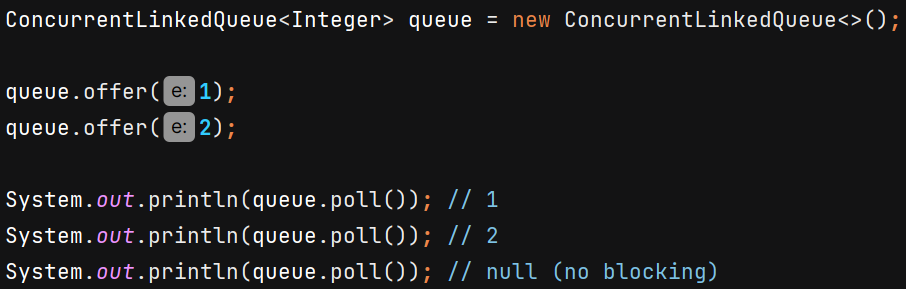 ConcurrentLinkedQueue<Integer> queue = new ConcurrentLinkedQueue<>();
queue.offer( e: 1);
queue.offer( e: 2);
System.out.println(queue.poll()); // 1
System.out.println(queue.poll()); // 2
System.out.println(queue.poll()); // null (no blocking)